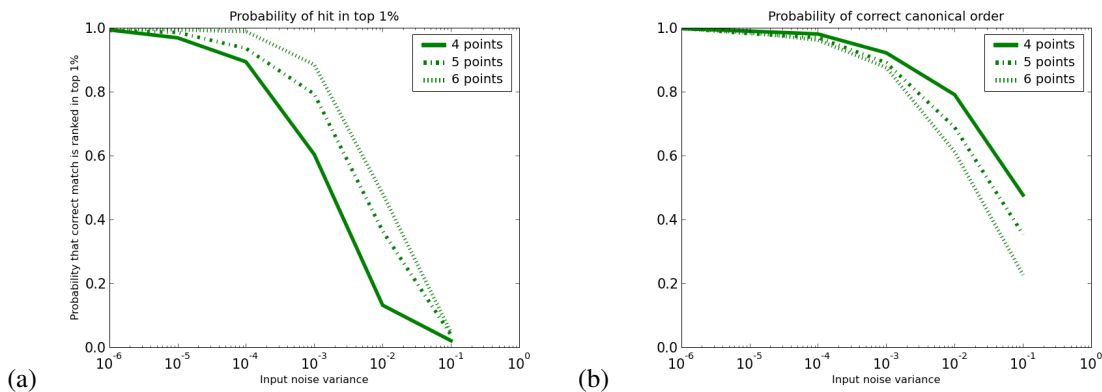 Probability of hit in top 1%
Probability that correct match is ranked in top 1%
1.0
0.8
0.6
0.4
0.2
0.0
4 points
5 points
6 points
10^-6 10^-5 10^-4 10^-3 10^-2 10^-1 10^0
Input noise variance
(a)
Probability of correct canonical order
1.0
0.8
0.6
0.4
0.2
0.0
4 points
5 points
6 points
10^-6 10^-5 10^-4 10^-3 10^-2 10^-1 10^0
Input noise variance
(b)